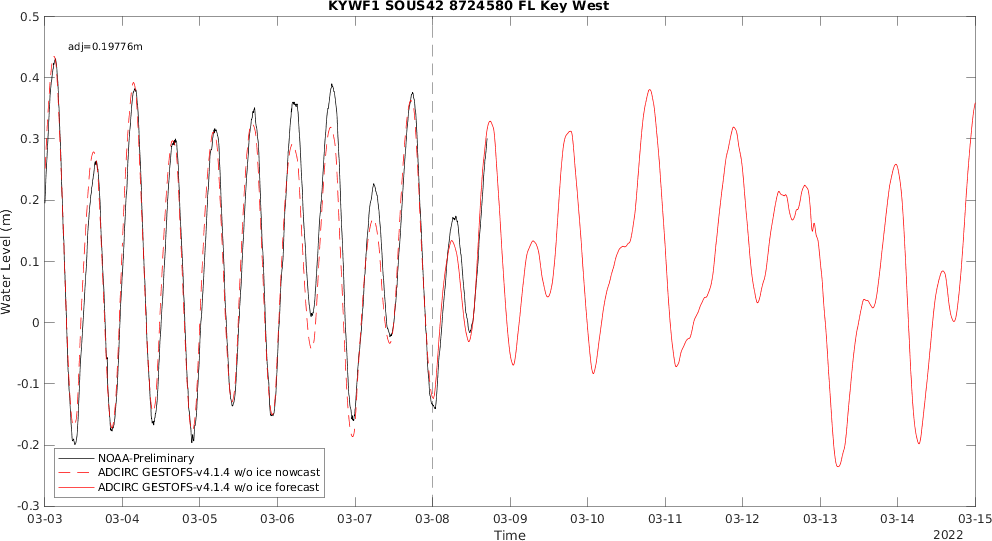 KYWF1 SOUS42 8724580 FL Key West
adj=0.19776m
0.5
0.4
0.3
0.2
0.1
0
-0.1
-0.2
-0.3
Water Level (m)
NOAA-Preliminary
ADCIRC GESTOFS-v4.1.4 w/o ice nowcast
ADCIRC GESTOFS-v4.1.4 w/o ice forecast
03-03 03-04 03-05 03-06 03-07 03-08 03-09 03-10 03-11 03-12 03-13 03-14 03-15
Time
2022